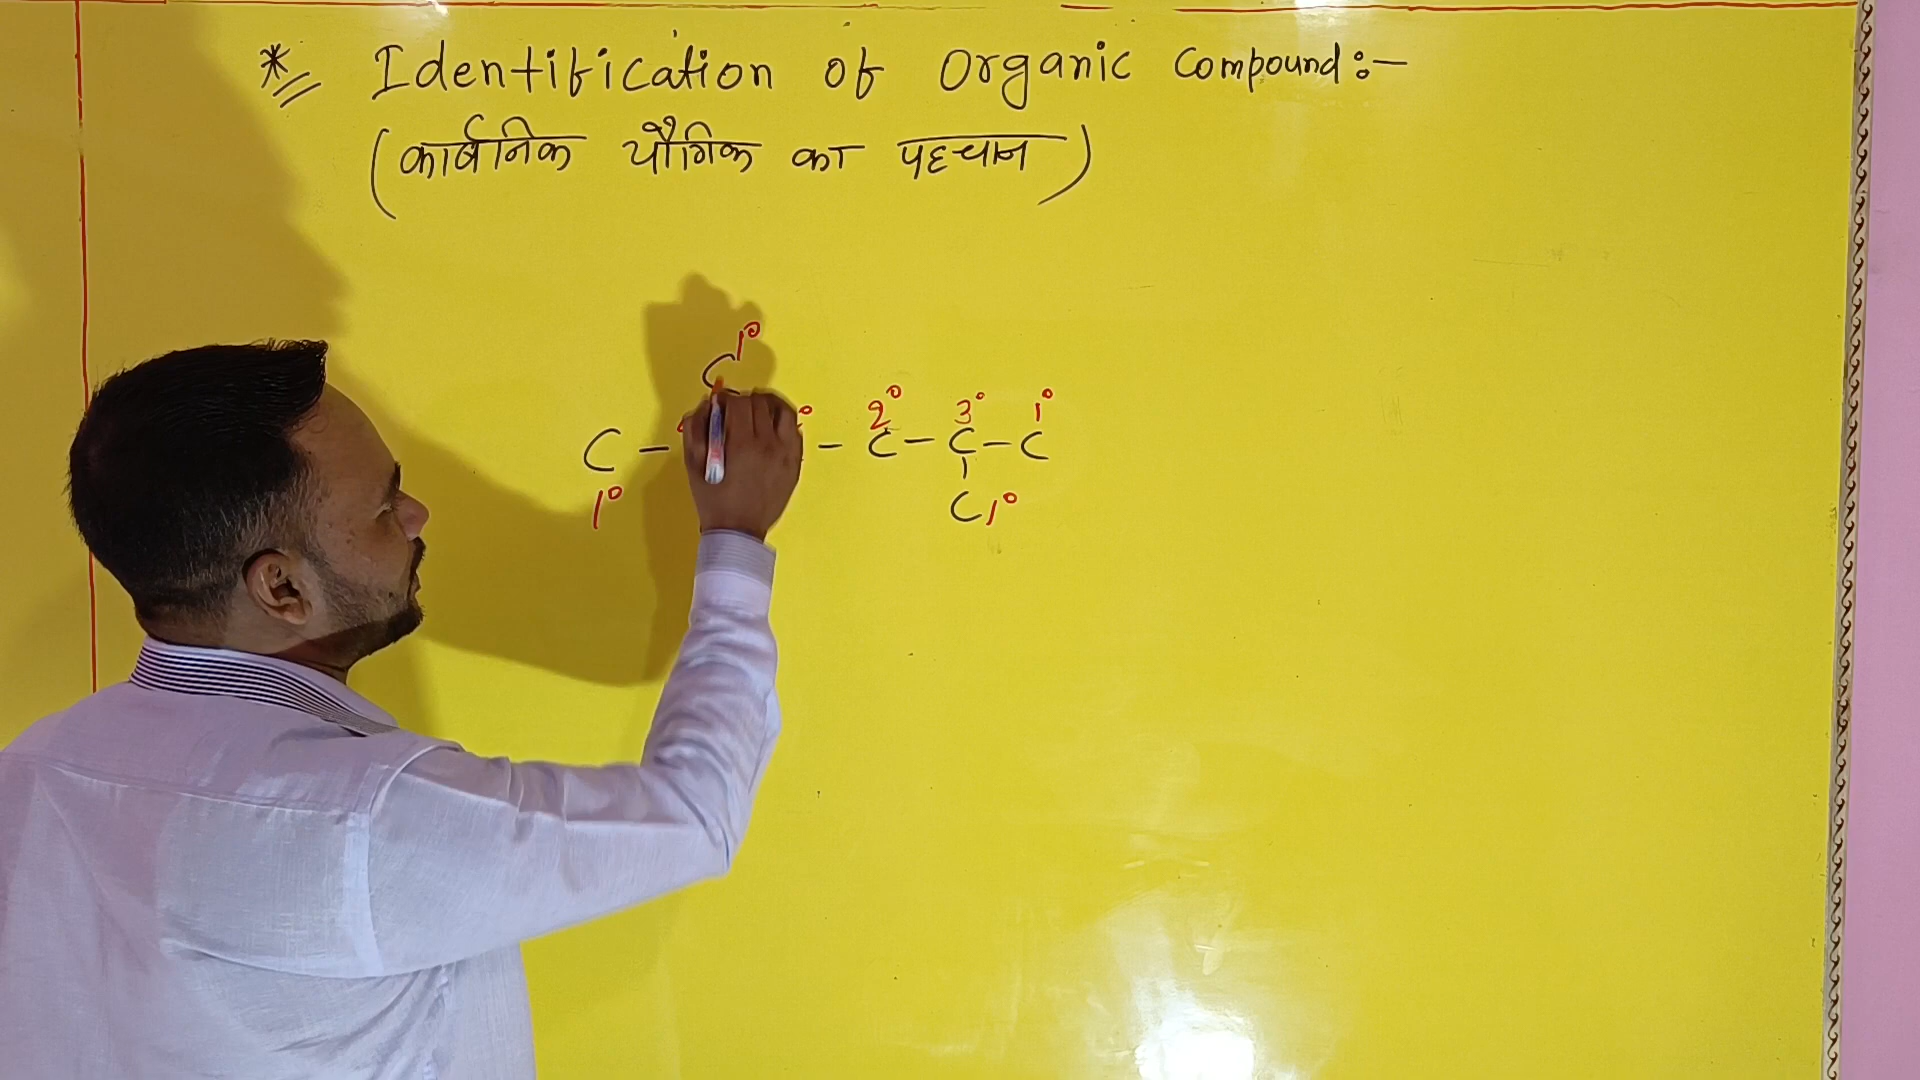 * Identification of Organic Compound:-
(कार्बनिक यौगिक का पहचान)
1°
C
2° 3° 1°
C - - C - C - C
1° C 1°